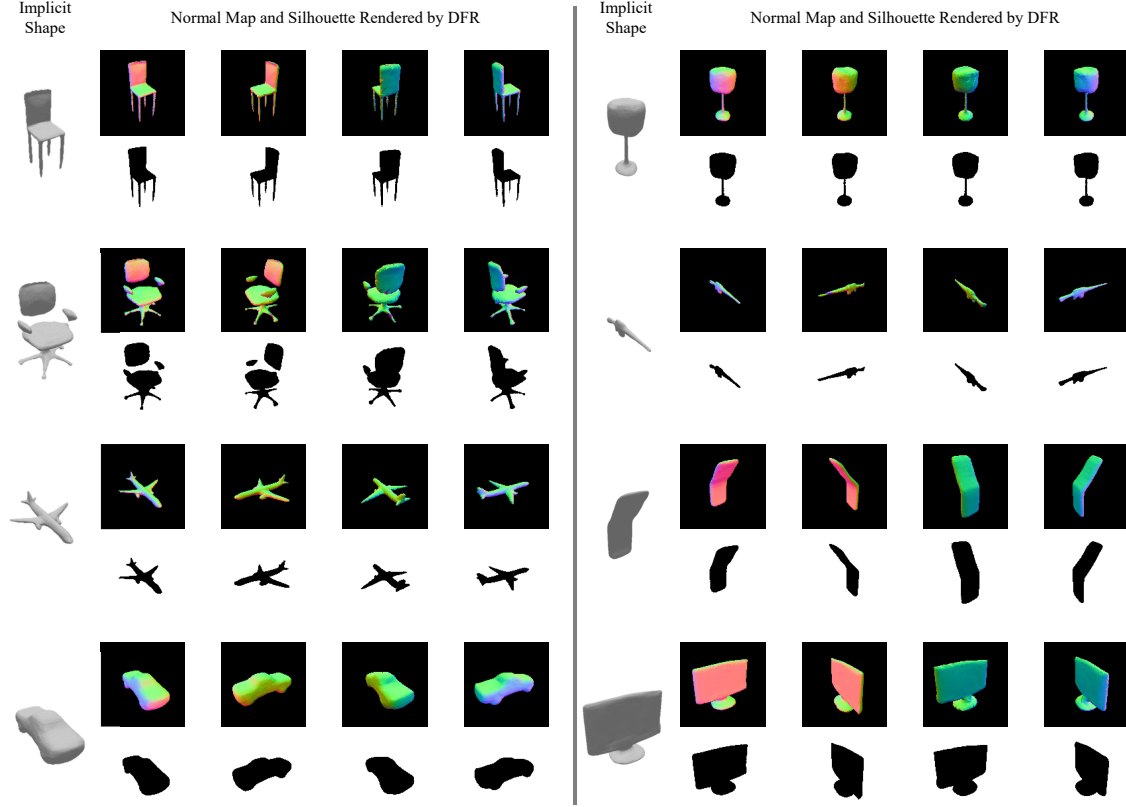 Implicit
Shape
Normal Map and Silhouette Rendered by DFR
Implicit
Shape
Normal Map and Silhouette Rendered by DFR